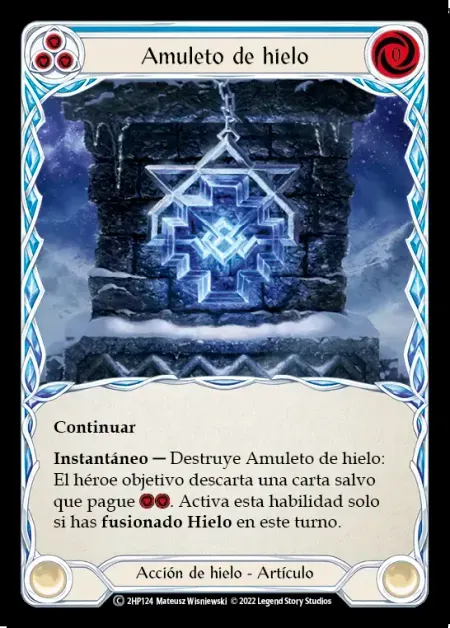 Amuleto de hielo
0
Continuar
Instantáneo — Destruye Amuleto de hielo:
El héroe objetivo descarta una carta salvo
que pague . Activa esta habilidad solo
si has fusionado Hielo en este turno.
Acción de hielo - Artículo
C 2HP124 Mateusz Wisniewski © 2022 Legend Story Studios